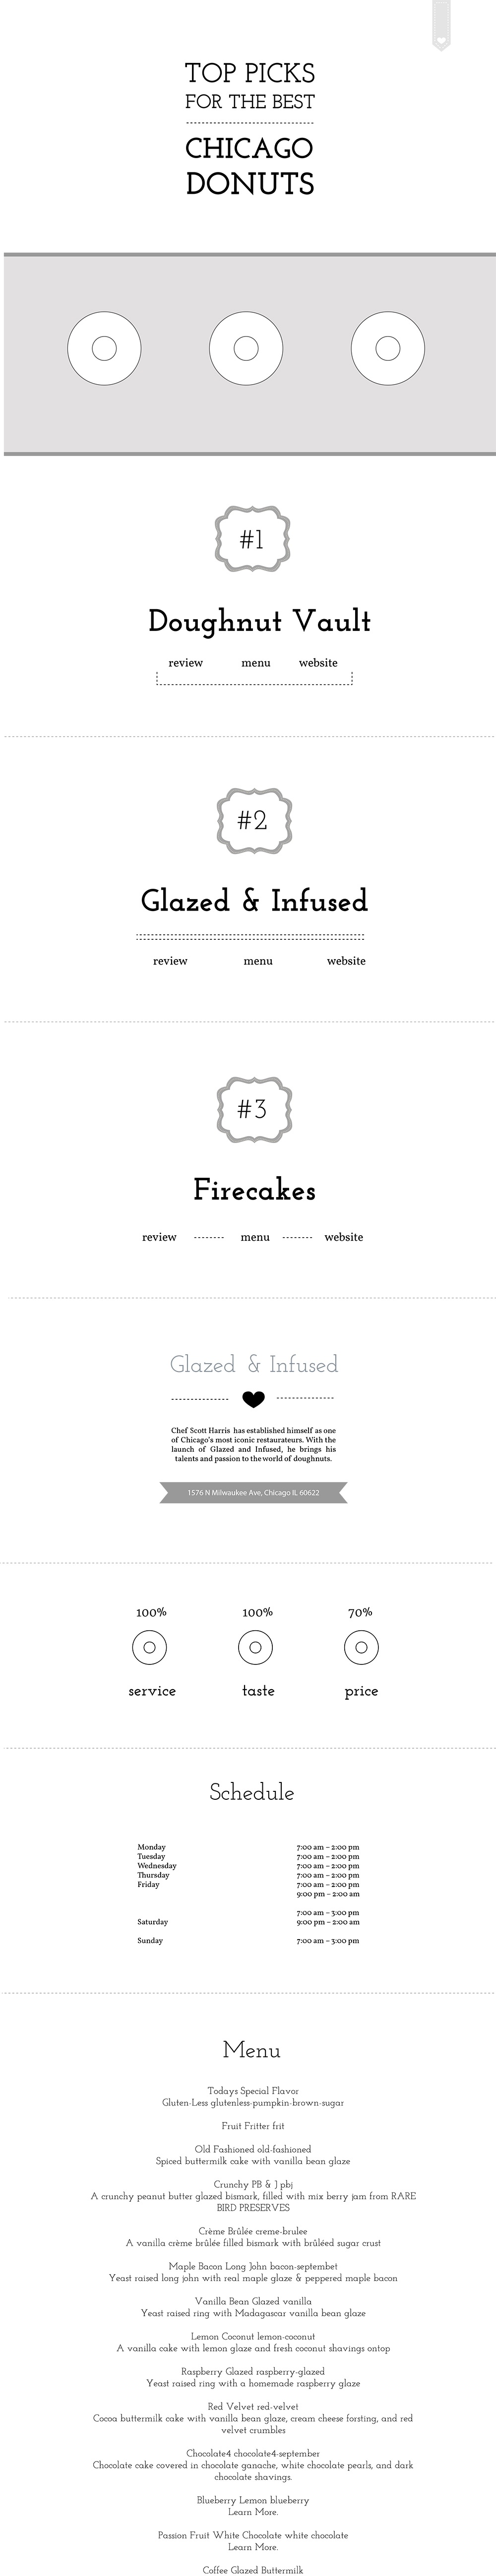 TOP PICKS
FOR THE BEST
CHICAGO
DONUTS
#1
Doughnut Vault
review menu website
#2
Glazed & Infused
review menu website
#3
Firecakes
review menu website
Glazed & Infused
Chef Scott Harris has established himself as one
of Chicago's most iconic restaurateurs. With the
launch of Glazed and Infused, he brings his
talents and passion to the world of doughnuts.
1576 N Milwaukee Ave, Chicago IL 60622
100% 100% 70%
service taste price
Schedule
Monday 7:00 am – 2:00 pm
Tuesday 7:00 am – 2:00 pm
Wednesday 7:00 am – 2:00 pm
Thursday 7:00 am – 2:00 pm
Friday 7:00 am – 2:00 pm
9:00 pm – 2:00 am
7:00 am – 3:00 pm
Saturday 9:00 pm – 2:00 am
Sunday 7:00 am – 3:00 pm
Menu
Todays Special Flavor
Gluten-Less glutenless-pumpkin-brown-sugar
Fruit Fritter frit
Old Fashioned old-fashioned
Spiced buttermilk cake with vanilla bean glaze
Crunchy PB & J pbj
A crunchy peanut butter glazed bismark, filled with mix berry jam from RARE
BIRD PRESERVES
Crème Brûlée creme-brulee
A vanilla crème brûlée filled bismark with brûléed sugar crust
Maple Bacon Long John bacon-septembet
Yeast raised long john with real maple glaze & peppered maple bacon
Vanilla Bean Glazed vanilla
Yeast raised ring with Madagascar vanilla bean glaze
Lemon Coconut lemon-coconut
A vanilla cake with lemon glaze and fresh coconut shavings ontop
Raspberry Glazed raspberry-glazed
Yeast raised ring with a homemade raspberry glaze
Red Velvet red-velvet
Cocoa buttermilk cake with vanilla bean glaze, cream cheese forsting, and red
velvet crumbles
Chocolate4 chocolate4-september
Chocolate cake covered in chocolate ganache, white chocolate pearls, and dark
chocolate shavings.
Blueberry Lemon blueberry
Learn More.
Passion Fruit White Chocolate white chocolate
Learn More.
Coffee Glazed Buttermilk